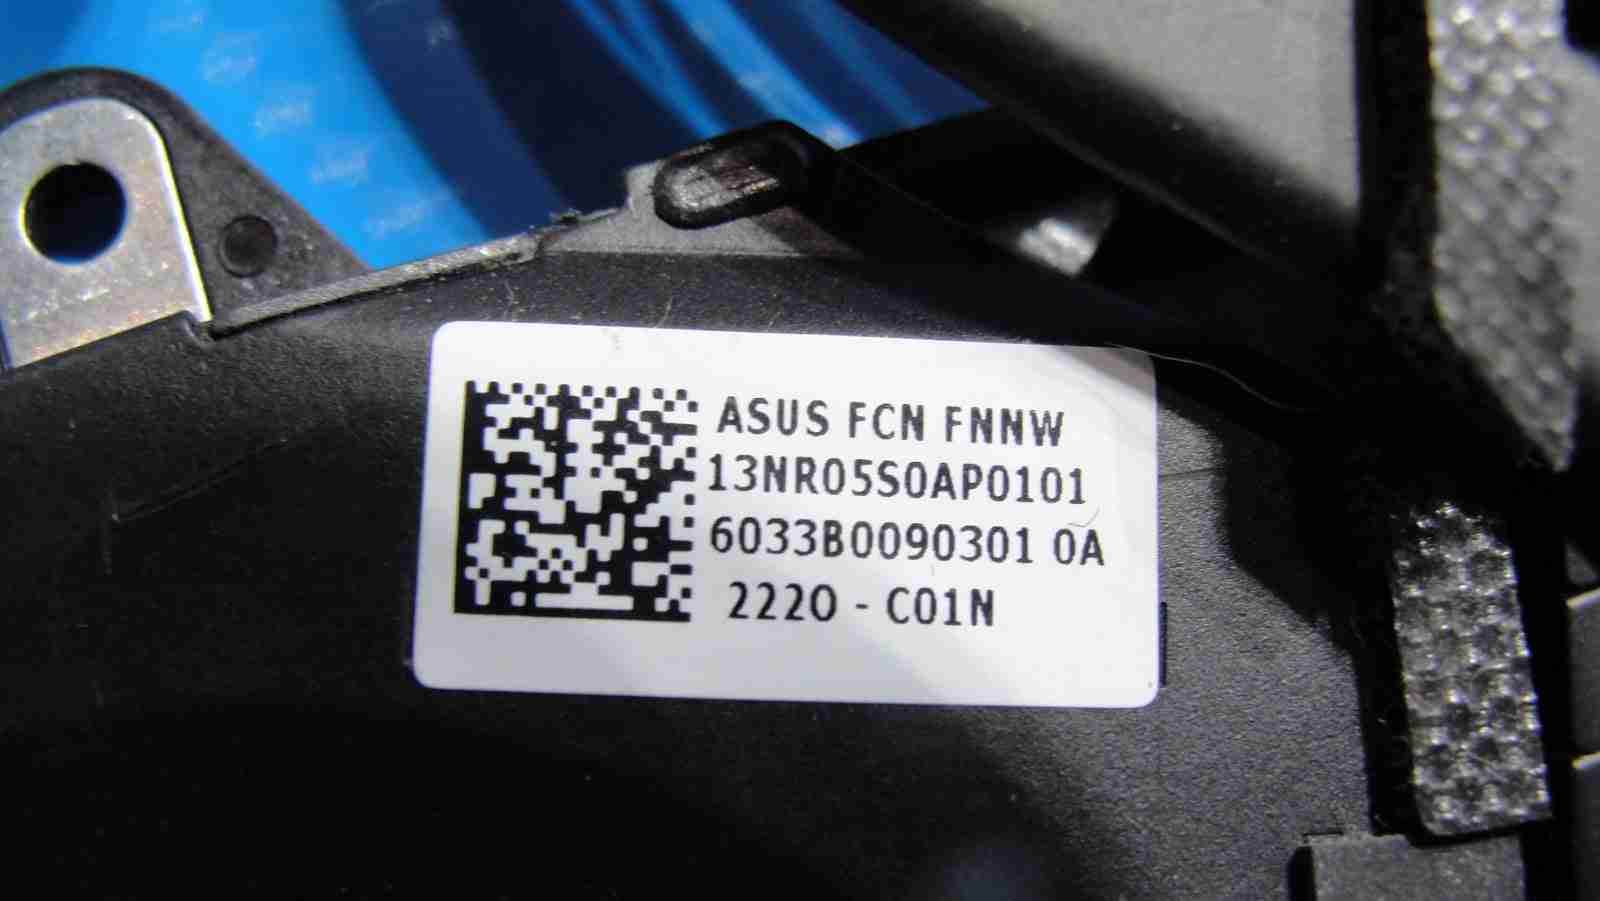 ASUS FCN FNNW
13NR05S0AP0101
6033B0090301 0A
2220 - C01N